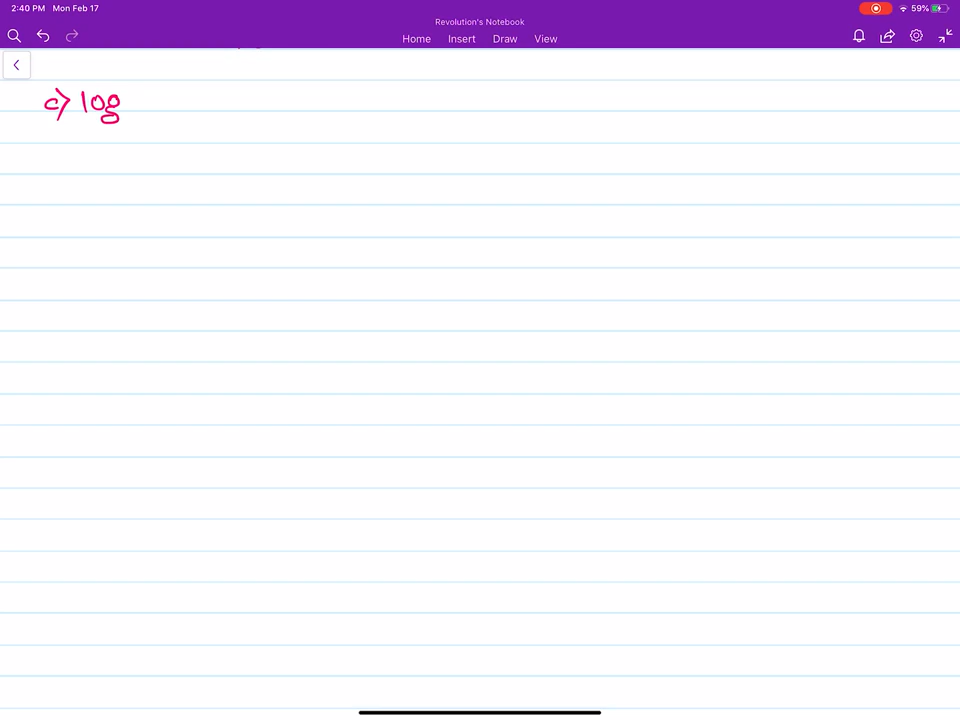 2:40 PM Mon Feb 17 59%
Revolution's Notebook
Home Insert Draw View
c) log